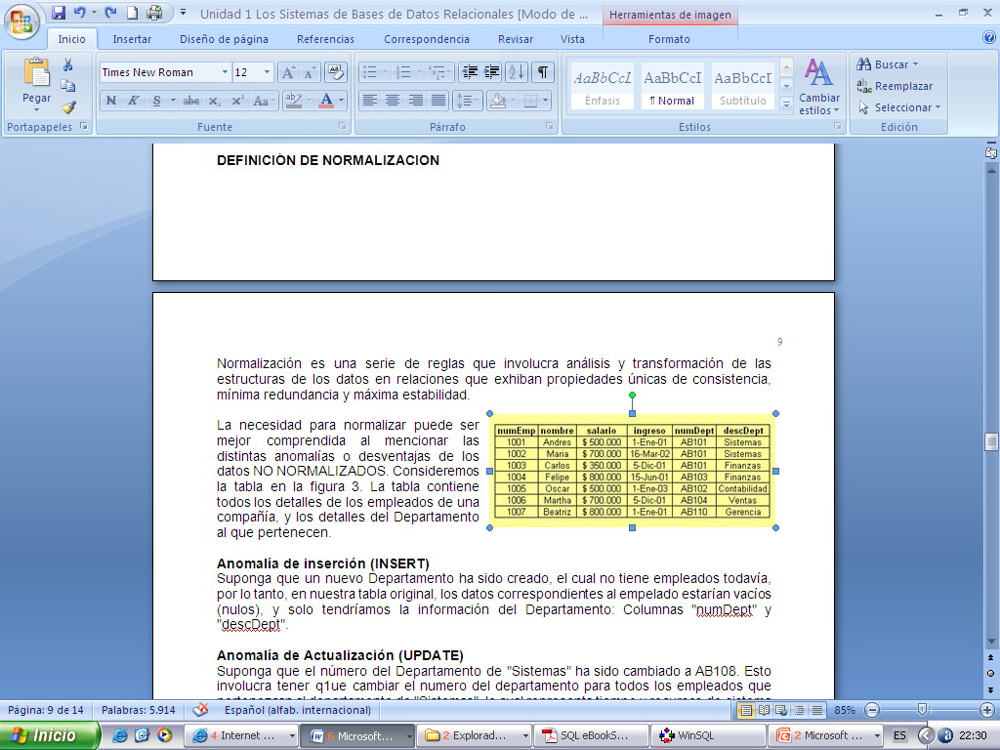 Unidad 1 Los Sistemas de Bases de Datos Relacionales [Modo de ...
Herramientas de imagen
Inicio Insertar Diseño de página Referencias Correspondencia Revisar Vista Formato
Pegar
Portapapeles
Times New Roman 12
N K S abe x₂ x² Aa
ab A
Fuente
Párrafo
AaBbCcI AaBbCcI AaBbCcI
Énfasis ¶ Normal Subtítulo
Cambiar estilos
Estilos
Buscar
Reemplazar
Seleccionar
Edición
DEFINICIÓN DE NORMALIZACION
9
Normalización es una serie de reglas que involucra análisis y transformación de las
estructuras de los datos en relaciones que exhiban propiedades únicas de consistencia,
mínima redundancia y máxima estabilidad.
La necesidad para normalizar puede ser
mejor comprendida al mencionar las
distintas anomalías o desventajas de los
datos NO NORMALIZADOS. Consideremos
la tabla en la figura 3. La tabla contiene
todos los detalles de los empleados de una
compañía, y los detalles del Departamento
al que pertenecen.
numEmp nombre salario ingreso numDept descDept
1001 Andres $ 500.000 1-Ene-01 AB101 Sistemas
1002 Maria $ 700.000 16-Mar-02 AB101 Sistemas
1003 Carlos $ 350.000 5-Dic-01 AB101 Finanzas
1004 Felipe $ 800.000 15-Jun-01 AB103 Finanzas
1005 Oscar $ 500.000 1-Ene-03 AB102 Contabilidad
1006 Martha $ 700.000 5-Dic-01 AB104 Ventas
1007 Beatriz $ 800.000 1-Ene-01 AB110 Gerencia
Anomalía de inserción (INSERT)
Suponga que un nuevo Departamento ha sido creado, el cual no tiene empleados todavía,
por lo tanto, en nuestra tabla original, los datos correspondientes al empelado estarían vacíos
(nulos), y solo tendríamos la información del Departamento: Columnas "numDept" y
"descDept".
Anomalía de Actualización (UPDATE)
Suponga que el número del Departamento de "Sistemas" ha sido cambiado a AB108. Esto
involucra tener q1ue cambiar el numero del departamento para todos los empleados que
Página: 9 de 14 Palabras: 5.914 Español (alfab. internacional) 85%
Inicio 4 Internet ... 6 Microsoft... 2 Explorad... SQL eBookS... WinSQL 2 Microsoft ... ES 22:30